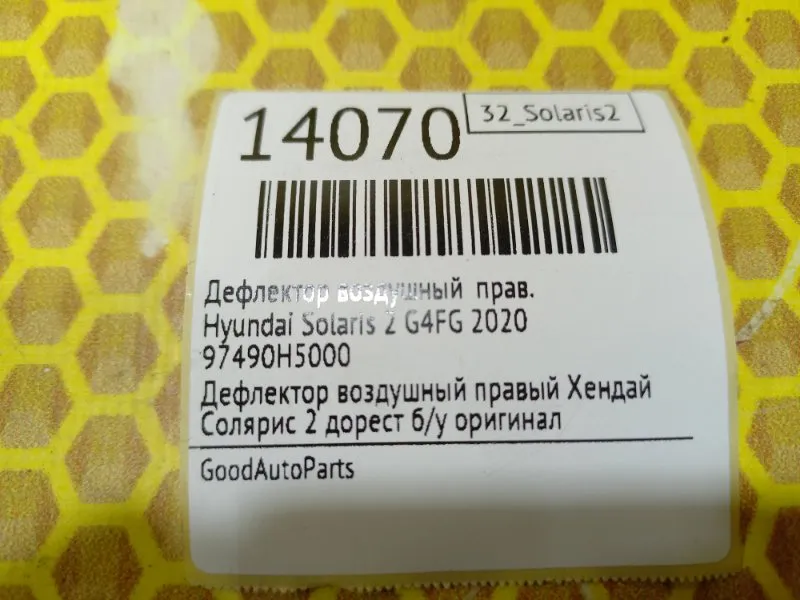 14070
32_Solaris2
Дефлектор воздушный прав.
Hyundai Solaris 2 G4FG 2020
97490H5000
Дефлектор воздушный правый Хендай
Солярис 2 дорест б/у оригинал
GoodAutoParts